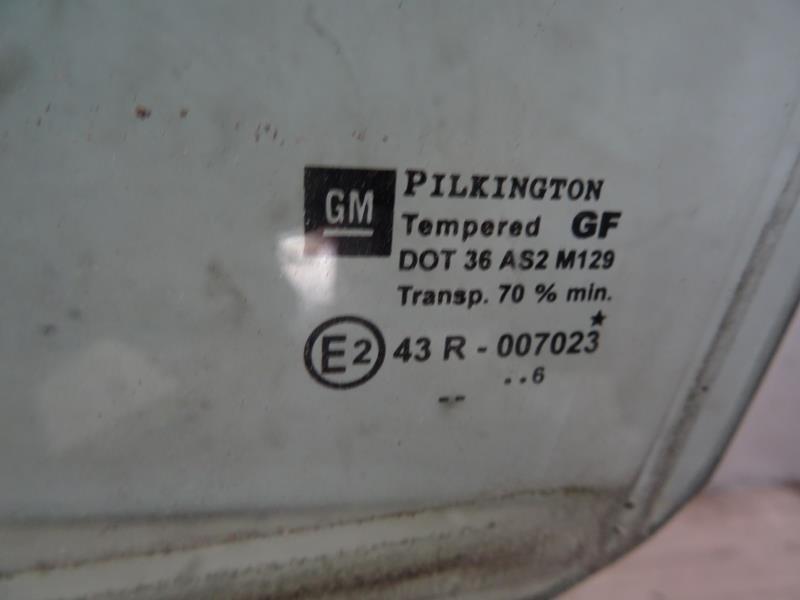 GM
PILKINGTON
Tempered GF
DOT 36 AS2 M129
Transp. 70 % min.
E2 43 R - 007023 ★
..6
--